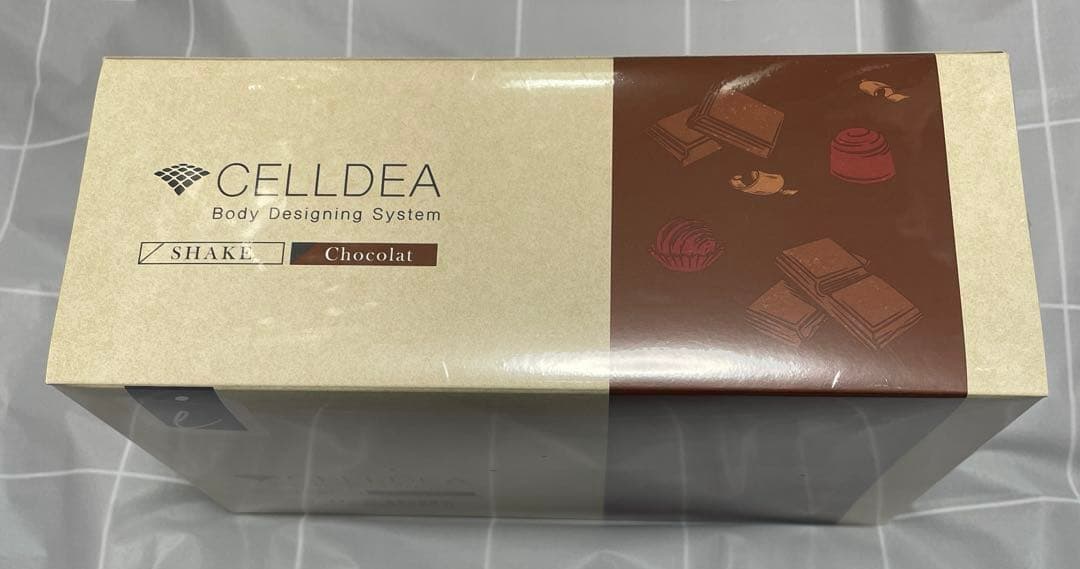 CELLDEA
Body Designing System
SHAKE Chocolat